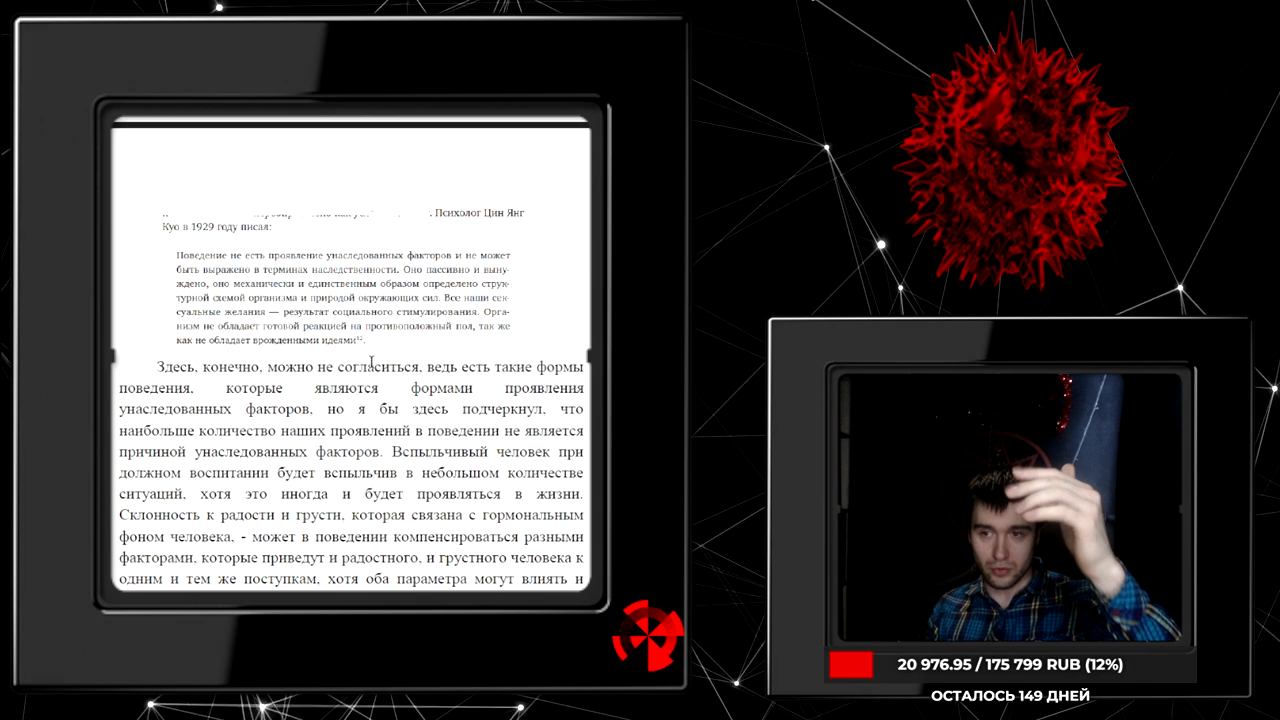 . Психолог Цин Янг
Куо в 1929 году писал:
Поведение не есть проявление унаследованных факторов и не может
быть выражено в терминах наследственности. Оно пассивно и выну-
ждено, оно механически и единственным образом определено струк-
турной схемой организма и природой окружающих сил. Все наши сек-
суальные желания — результат социального стимулирования. Орга-
низм не обладает готовой реакцией на противоположный пол, так же
как не обладает врожденными идеями¹².
Здесь, конечно, можно не согласиться, ведь есть такие формы
поведения, которые являются формами проявления
унаследованных факторов, но я бы здесь подчеркнул, что
наибольше количество наших проявлений в поведении не является
причиной унаследованных факторов. Вспыльчивый человек при
должном воспитании будет вспыльчив в небольшом количестве
ситуаций, хотя это иногда и будет проявляться в жизни.
Склонность к радости и грусти, которая связана с гормональным
фоном человека, - может в поведении компенсироваться разными
факторами, которые приведут и радостного, и грустного человека к
одним и тем же поступкам, хотя оба параметра могут влиять и
20 976.95 / 175 799 RUB (12%)
ОСТАЛОСЬ 149 ДНЕЙ